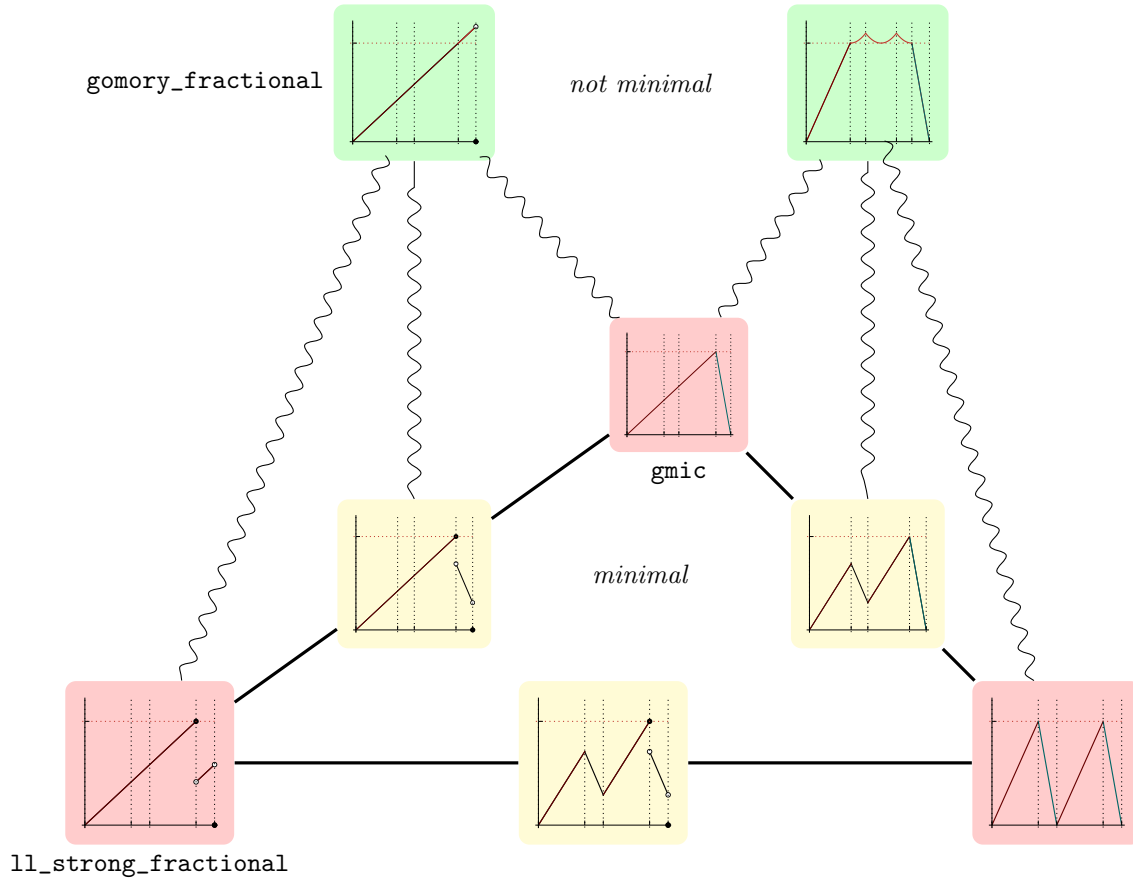 gomory_fractional
not minimal
gmic
minimal
ll_strong_fractional